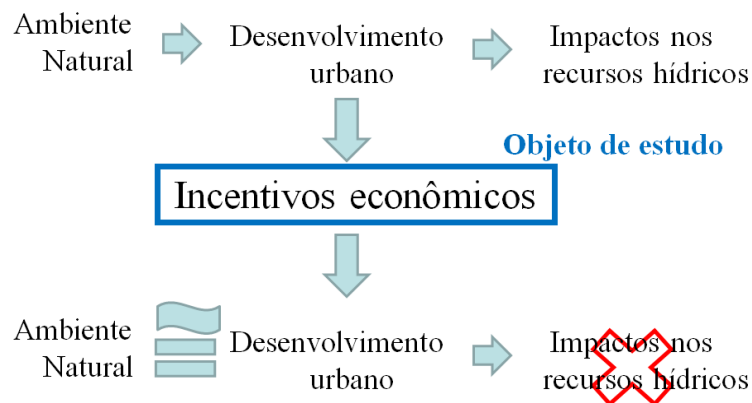 Ambiente
Natural
Desenvolvimento
urbano
Impactos nos
recursos hídricos
Objeto de estudo
Incentivos econômicos
Ambiente
Natural
Desenvolvimento
urbano
Impactos nos
recursos hídricos